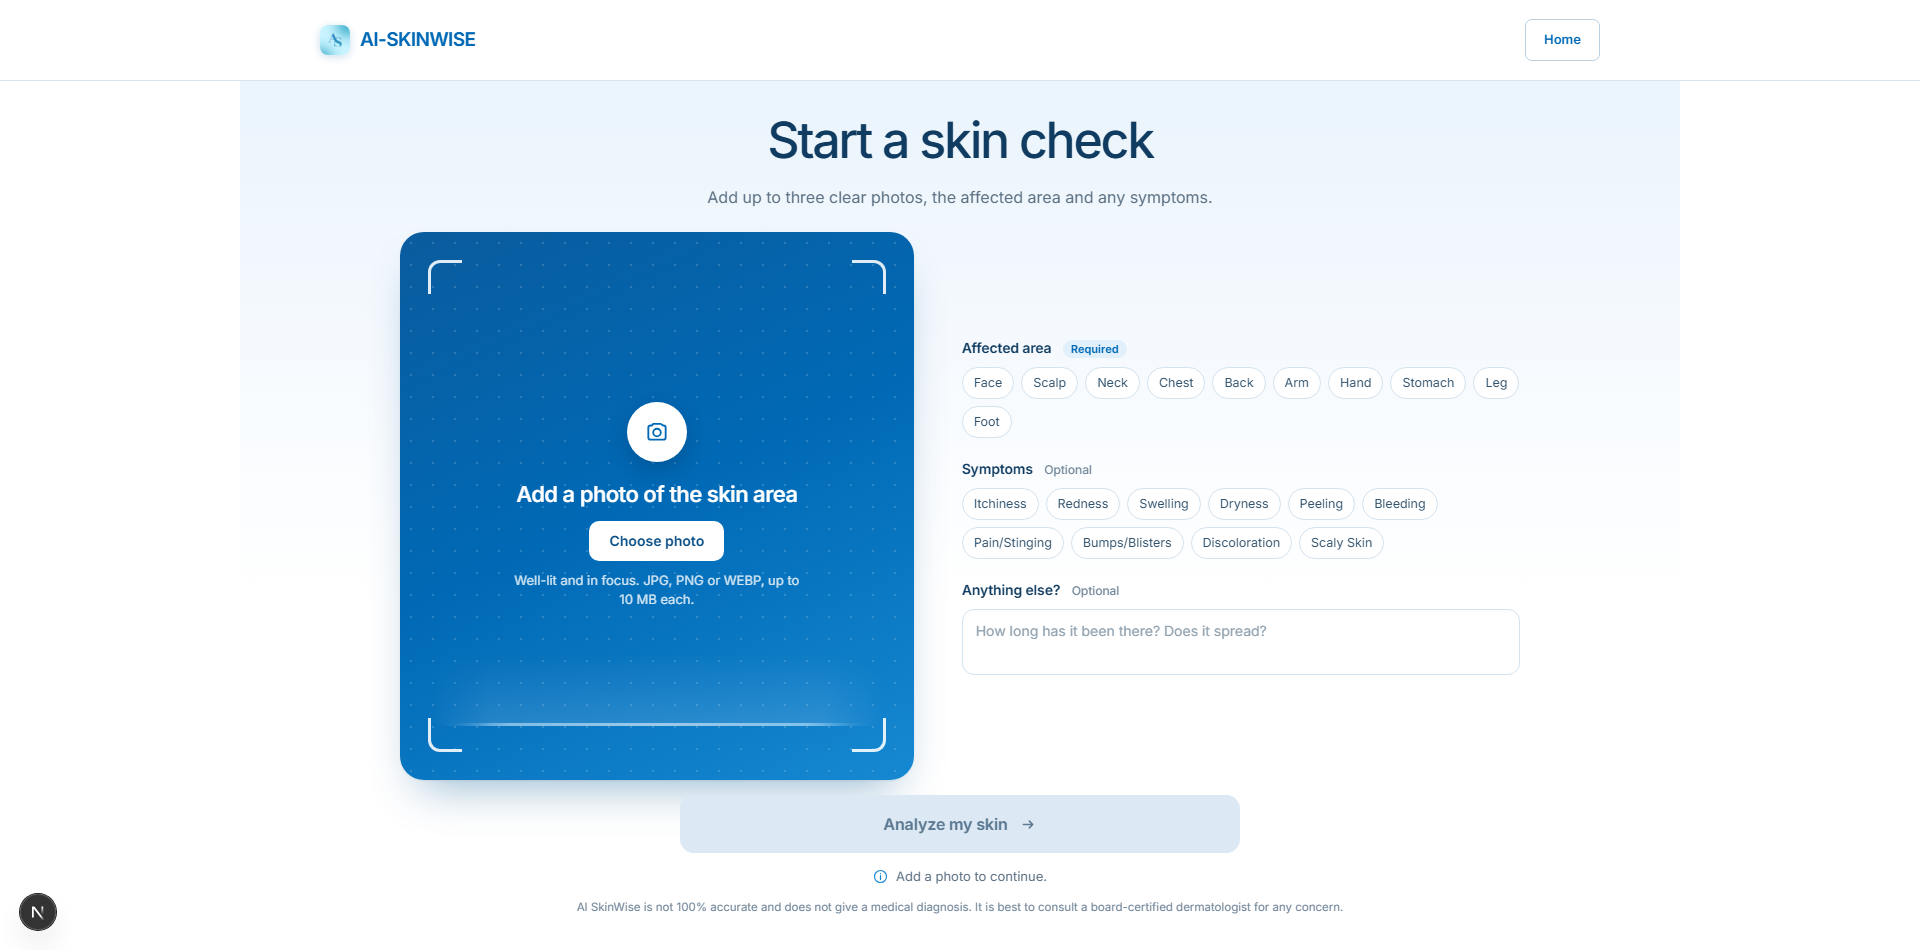 AS AI-SKINWISE
Home
Start a skin check
Add up to three clear photos, the affected area and any symptoms.
Add a photo of the skin area
Choose photo
Well-lit and in focus. JPG, PNG or WEBP, up to
10 MB each.
Affected area Required
Face Scalp Neck Chest Back Arm Hand Stomach Leg
Foot
Symptoms Optional
Itchiness Redness Swelling Dryness Peeling Bleeding
Pain/Stinging Bumps/Blisters Discoloration Scaly Skin
Anything else? Optional
How long has it been there? Does it spread?
Analyze my skin →
Add a photo to continue.
AI SkinWise is not 100% accurate and does not give a medical diagnosis. It is best to consult a board-certified dermatologist for any concern.
N